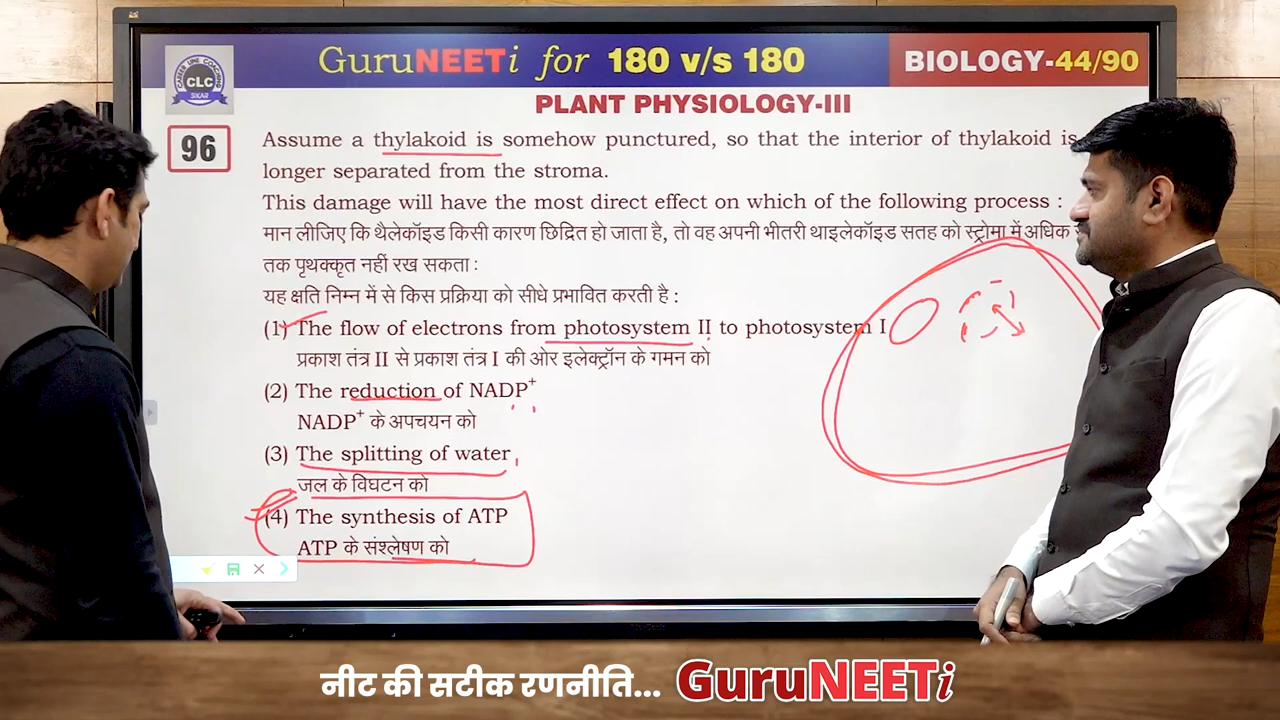 GuruNEETi for 180 v/s 180
BIOLOGY-44/90
CAREER LINE COACHING
CLC
SIKAR
PLANT PHYSIOLOGY-III
96
Assume a thylakoid is somehow punctured, so that the interior of thylakoid is
longer separated from the stroma.
This damage will have the most direct effect on which of the following process :
मान लीजिए कि थैलेकॉइड किसी कारण छिद्रित हो जाता है, तो वह अपनी भीतरी थाइलेकॉइड सतह को स्ट्रोमा में अधिक
तक पृथक्कृत नहीं रख सकता :
यह क्षति निम्न में से किस प्रक्रिया को सीधे प्रभावित करती है :
(1) The flow of electrons from photosystem II to photosystem I
प्रकाश तंत्र II से प्रकाश तंत्र I की ओर इलेक्ट्रॉन के गमन को
(2) The reduction of NADP⁺
NADP⁺ के अपचयन को
(3) The splitting of water
जल के विघटन को
(4) The synthesis of ATP
ATP के संश्लेषण को
नीट की सटीक रणनीति... GuruNEETi